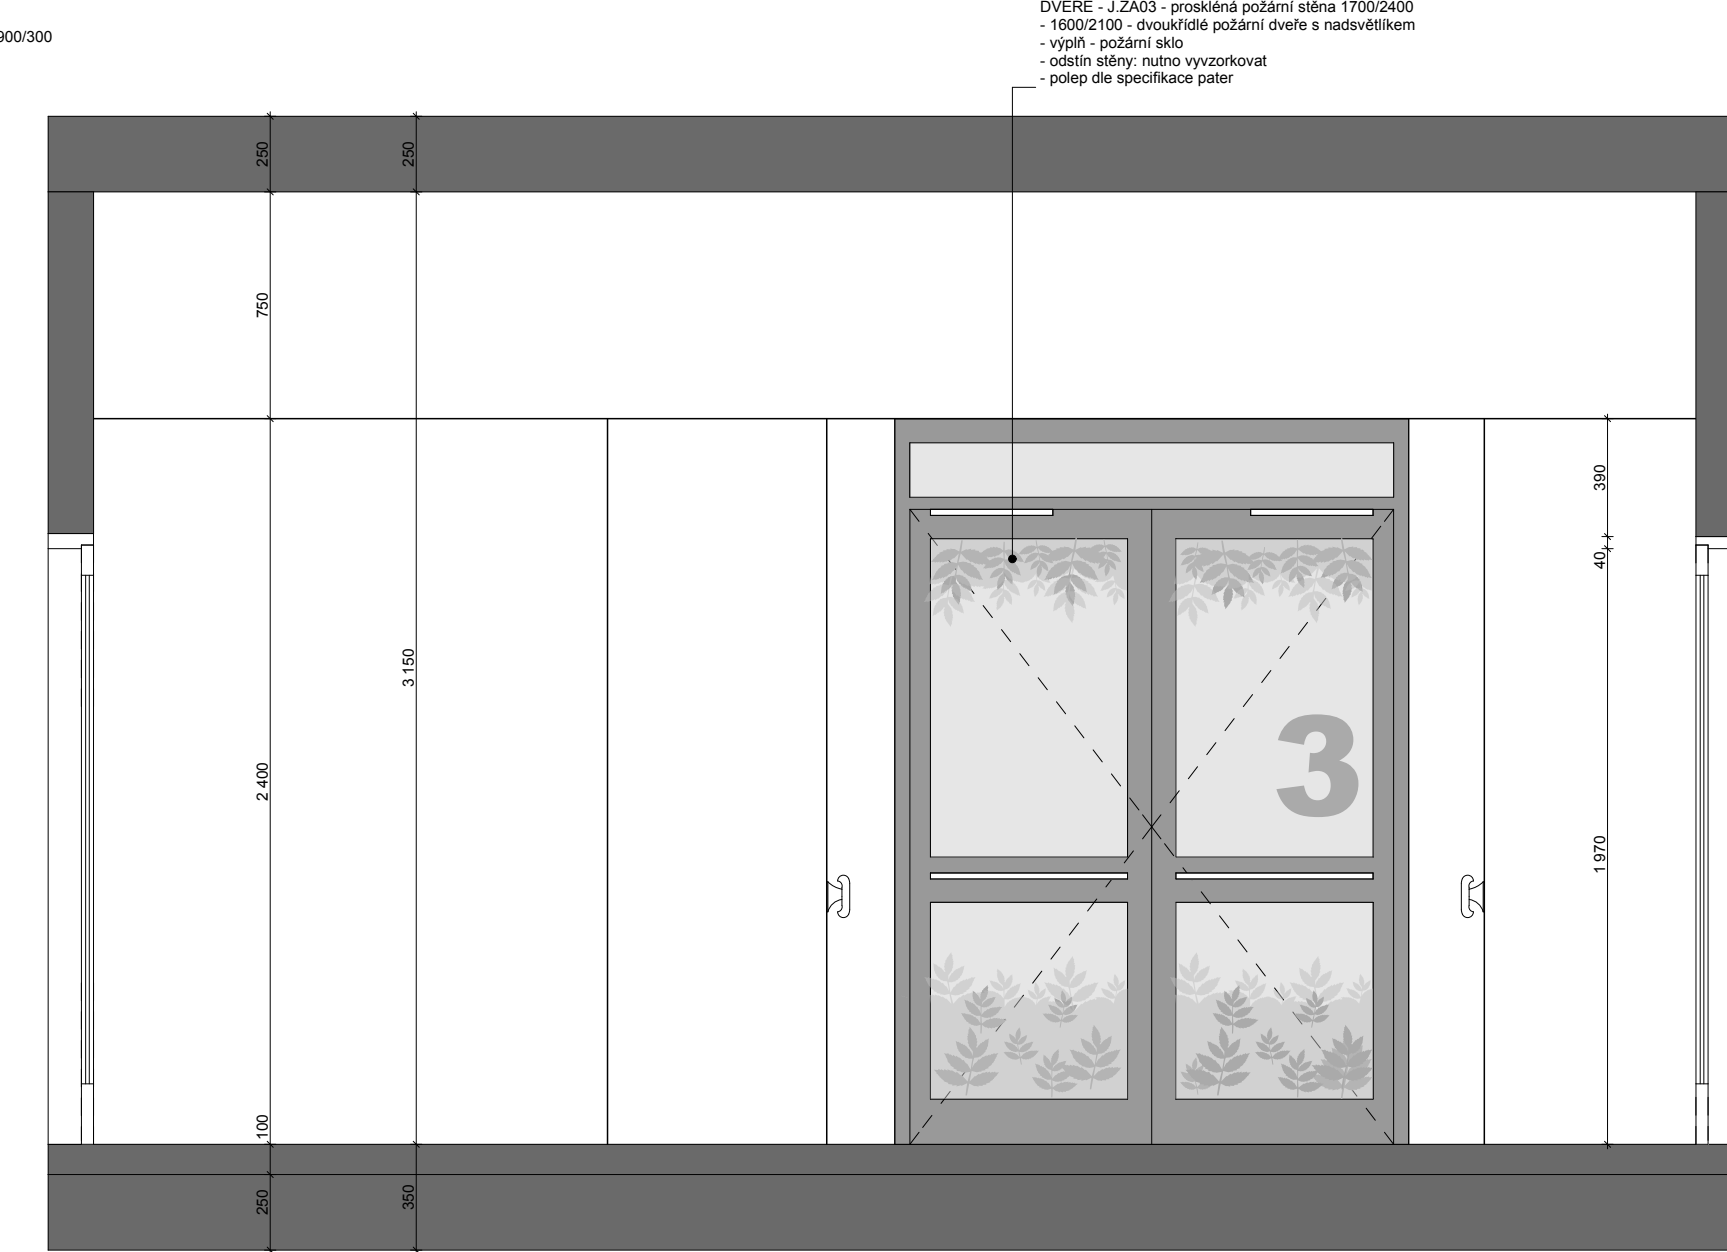 DVEŘE - J.ZA03 - prosklená požární stěna 1700/2400
- 1600/2100 - dvoukřídlé požární dveře s nadsvětlíkem
- výplň - požární sklo
- odstín stěny: nutno vyvzorkovat
- polep dle specifikace pater
900/300
250
250
750
390
40
3 150
2 400
3
1 970
100
250
350